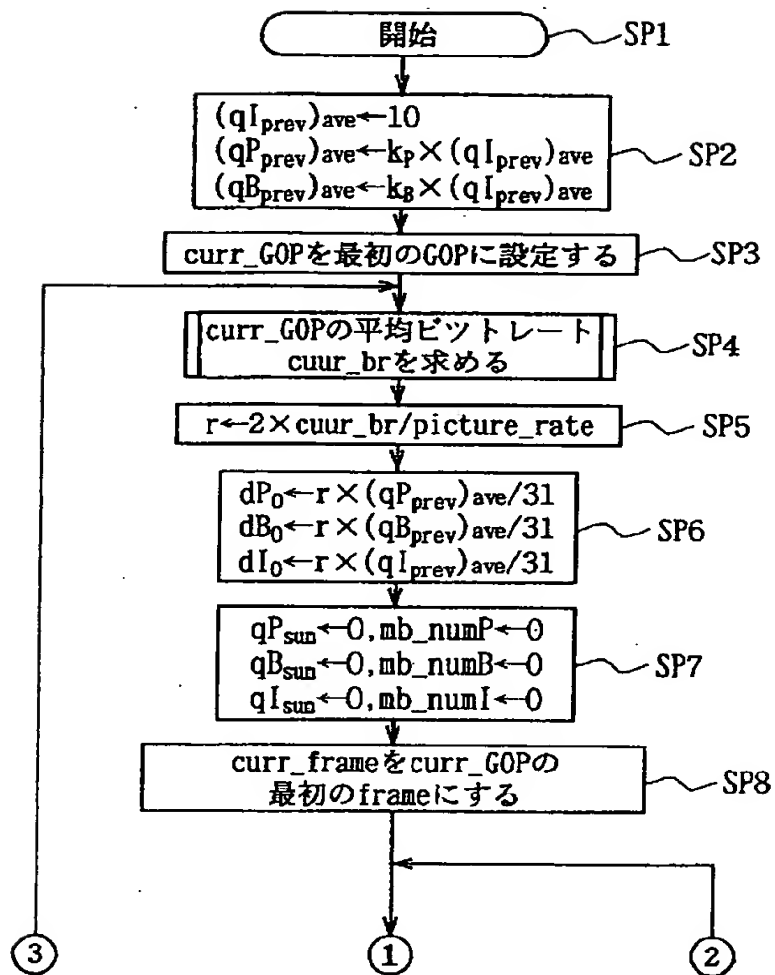 開始
SP1
(qIprev)ave←10
(qPprev)ave←kP×(qIprev)ave
(qBprev)ave←kB×(qIprev)ave
SP2
curr_GOPを最初のGOPに設定する
SP3
curr_GOPの平均ビツトレート
cuur_brを求める
SP4
r←2×cuur_br/picture_rate
SP5
dP0←r×(qPprev)ave/31
dB0←r×(qBprev)ave/31
dI0←r×(qIprev)ave/31
SP6
qPsun←0,mb_numP←0
qBsun←0,mb_numB←0
qIsun←0,mb_numI←0
SP7
curr_frameをcurr_GOPの
最初のframeにする
SP8
3
1
2